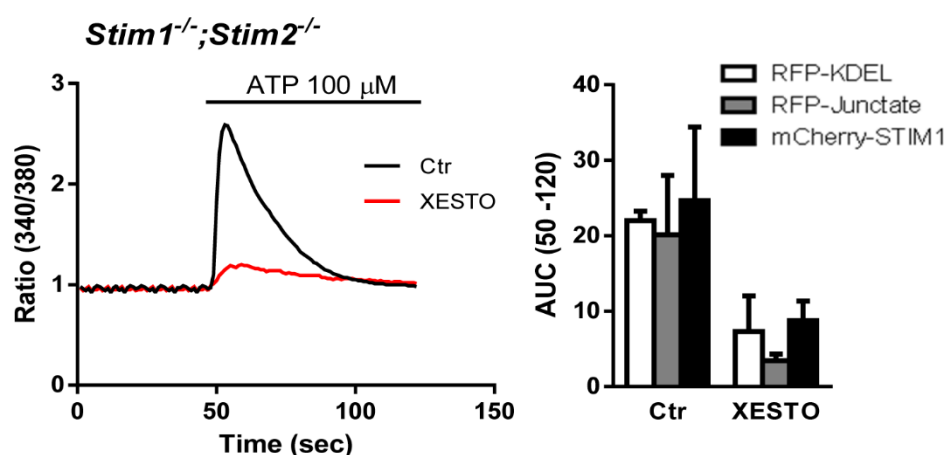 Stim1-/-;Stim2-/-
ATP 100 μM
Ctr
XESTO
Ratio (340/380)
3
2
1
0
0
50
100
150
Time (sec)
RFP-KDEL
RFP-Junctate
mCherry-STIM1
AUC (50 -120)
40
30
20
10
0
Ctr
XESTO